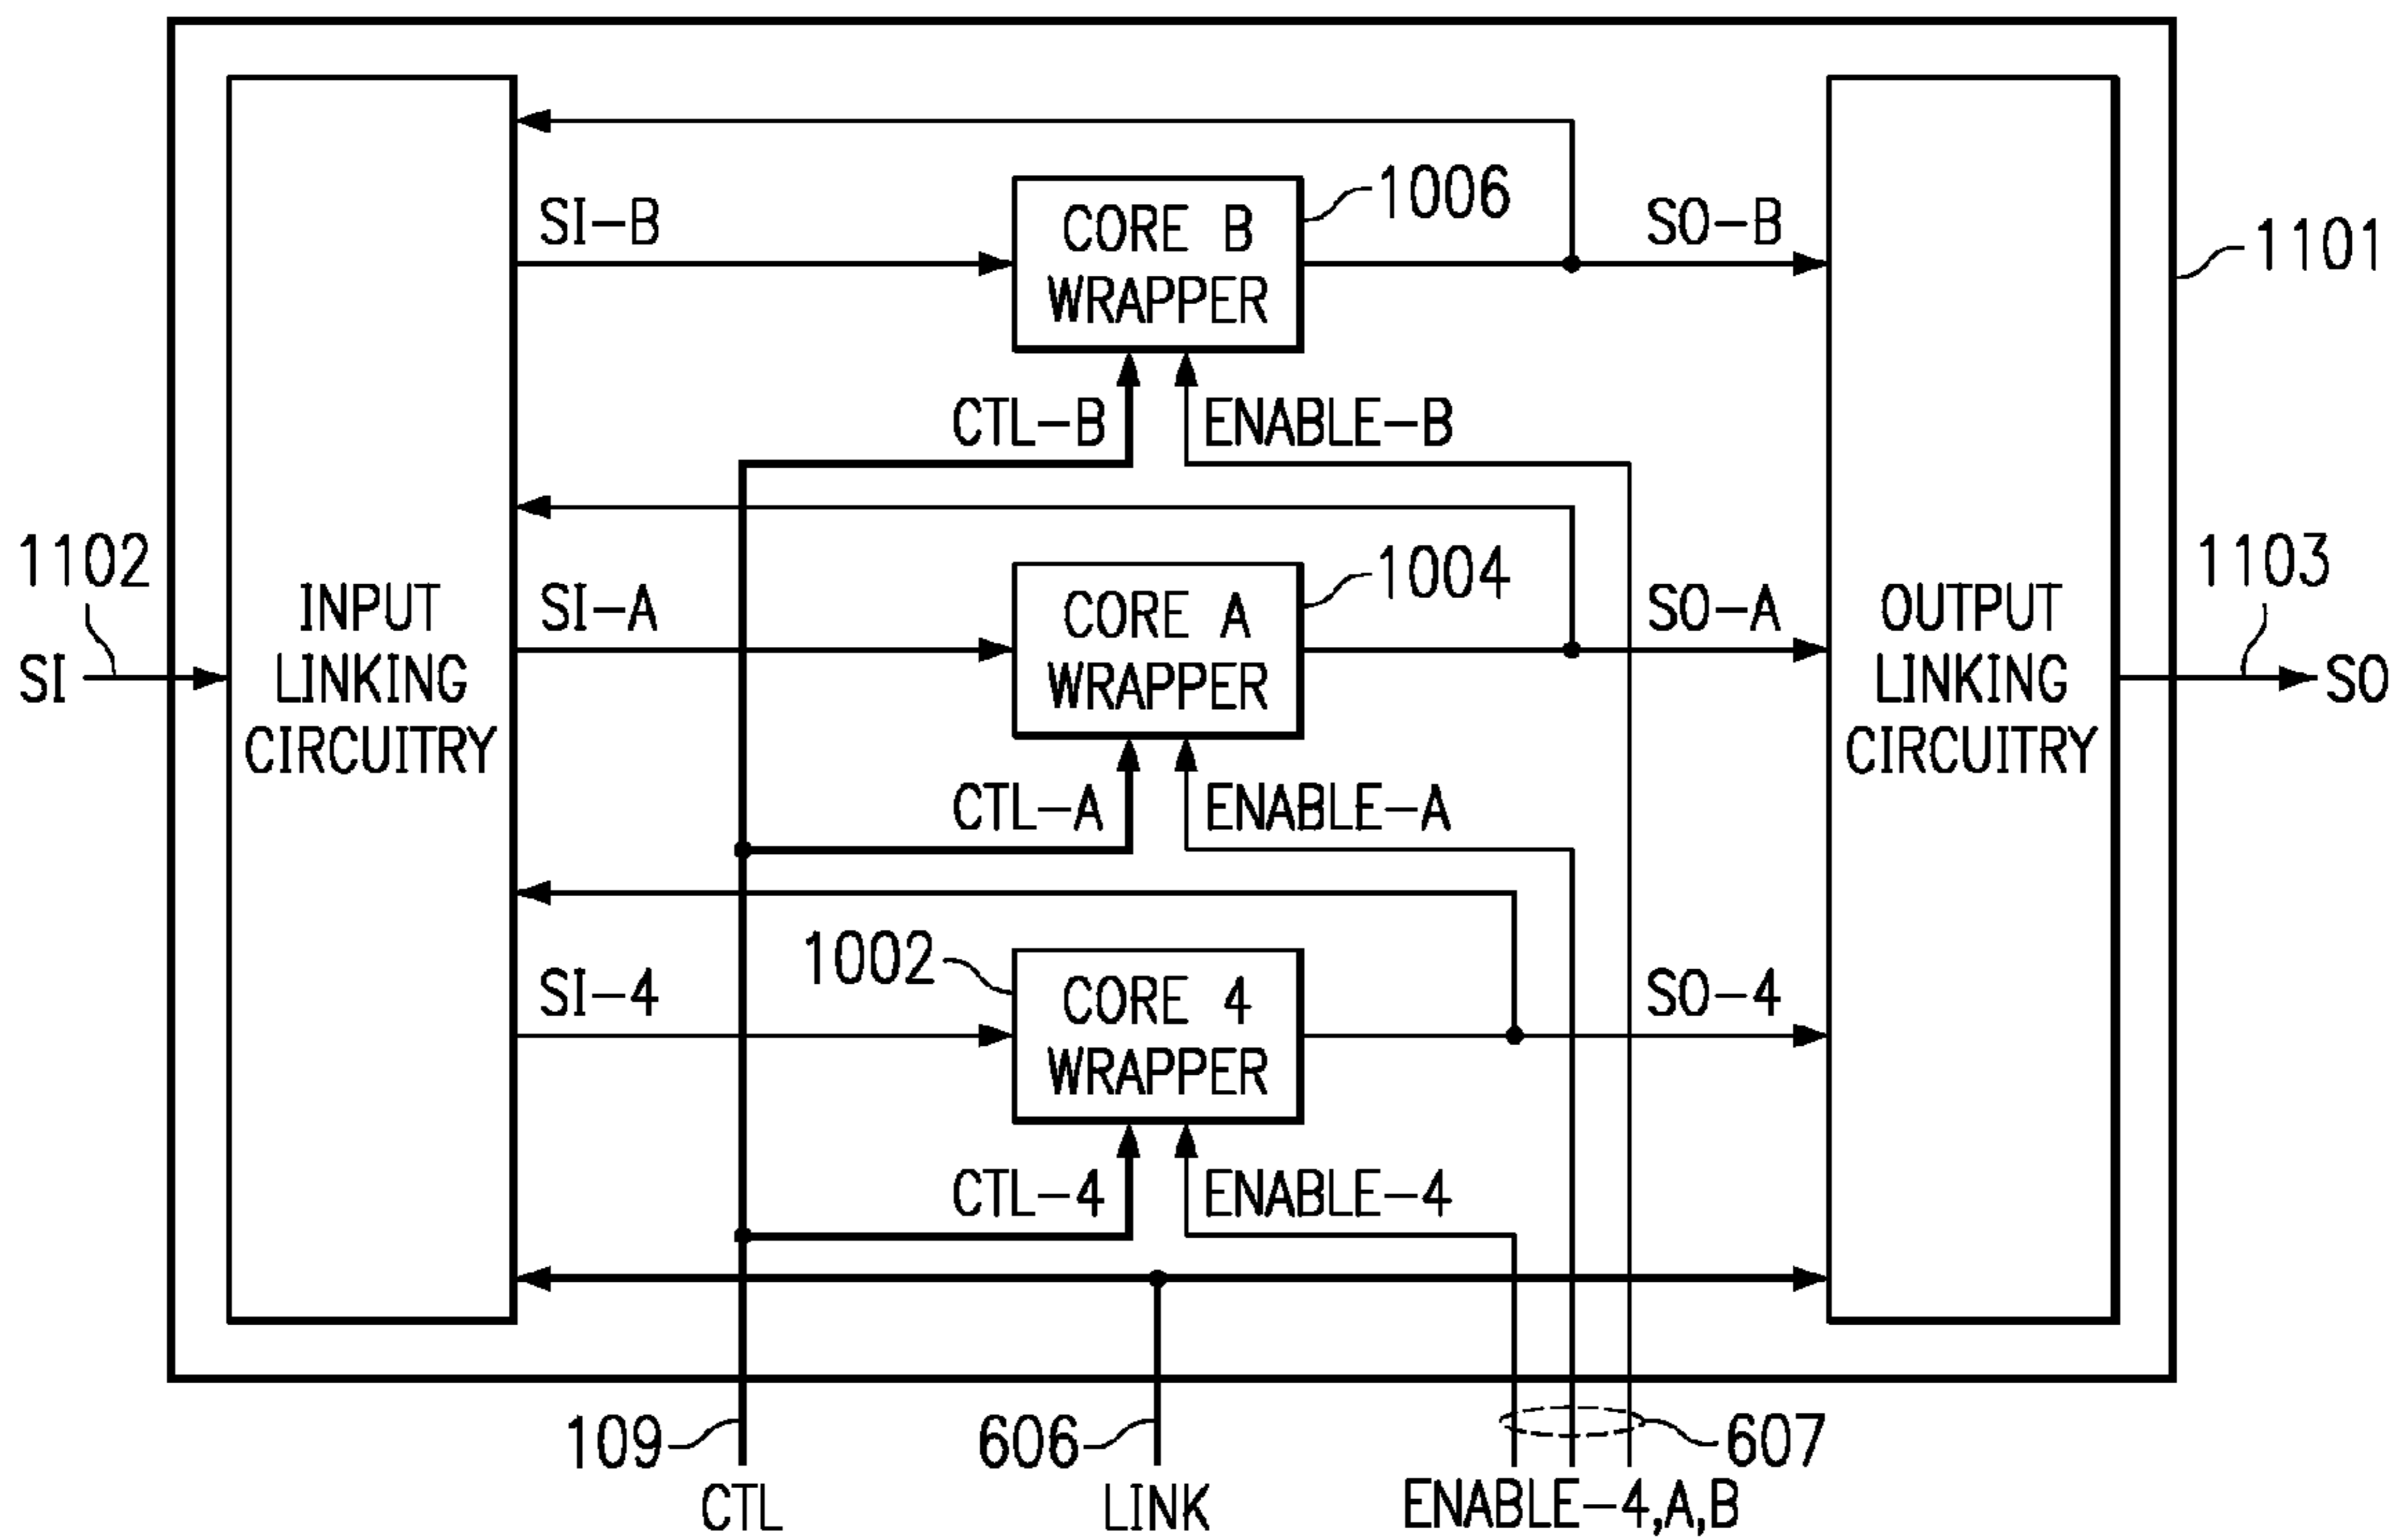 CORE B
WRAPPER
1006
SI-B
SO-B
1101
CTL-B
ENABLE-B
1102
SI
INPUT
LINKING
CIRCUITRY
SI-A
CORE A
WRAPPER
1004
SO-A
OUTPUT
LINKING
CIRCUITRY
1103
SO
CTL-A
ENABLE-A
1002
SI-4
CORE 4
WRAPPER
SO-4
CTL-4
ENABLE-4
109
606
607
CTL
LINK
ENABLE-4,A,B